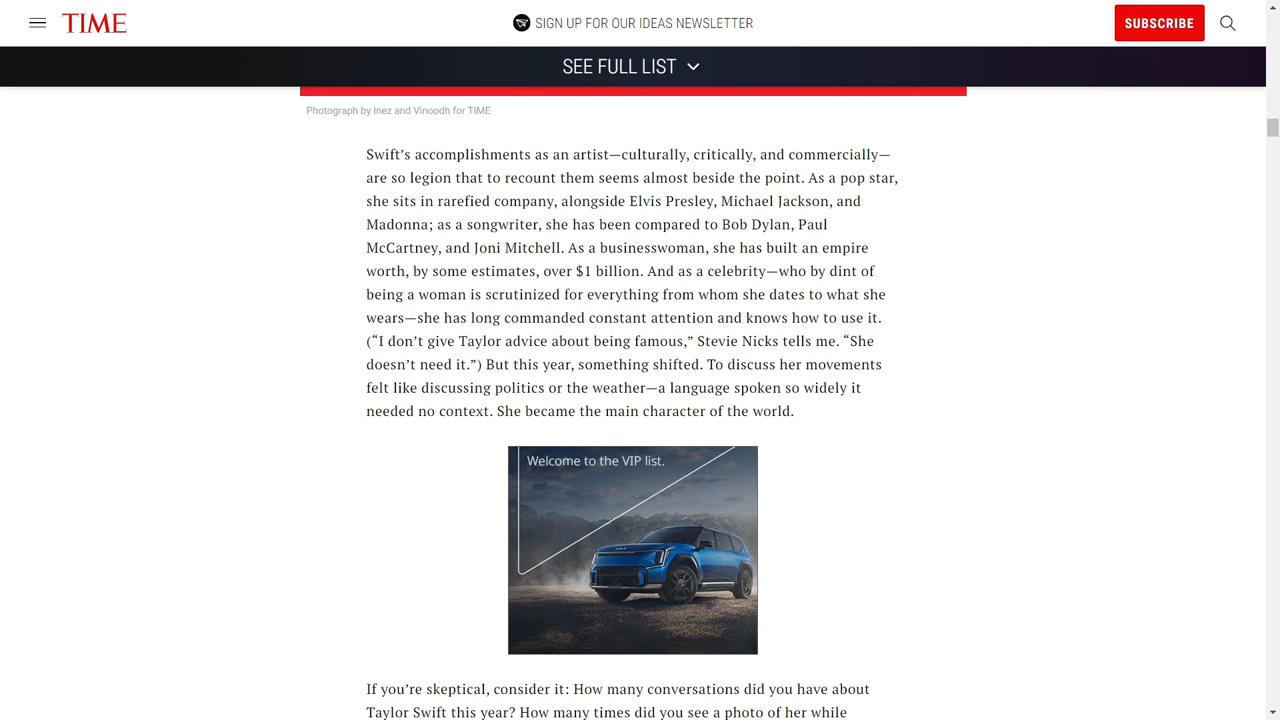 TIME
SIGN UP FOR OUR IDEAS NEWSLETTER
SUBSCRIBE
SEE FULL LIST
Photograph by Inez and Vinoodh for TIME
Swift’s accomplishments as an artist—culturally, critically, and commercially—
are so legion that to recount them seems almost beside the point. As a pop star,
she sits in rarefied company, alongside Elvis Presley, Michael Jackson, and
Madonna; as a songwriter, she has been compared to Bob Dylan, Paul
McCartney, and Joni Mitchell. As a businesswoman, she has built an empire
worth, by some estimates, over $1 billion. And as a celebrity—who by dint of
being a woman is scrutinized for everything from whom she dates to what she
wears—she has long commanded constant attention and knows how to use it.
(“I don’t give Taylor advice about being famous,” Stevie Nicks tells me. “She
doesn’t need it.”) But this year, something shifted. To discuss her movements
felt like discussing politics or the weather—a language spoken so widely it
needed no context. She became the main character of the world.
Welcome to the VIP list.
If you’re skeptical, consider it: How many conversations did you have about
Taylor Swift this year? How many times did you see a photo of her while